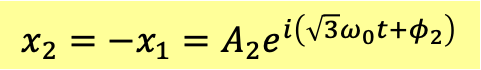 x₂ = −x₁ = A₂e^{i(√3ω₀t+ϕ₂)}